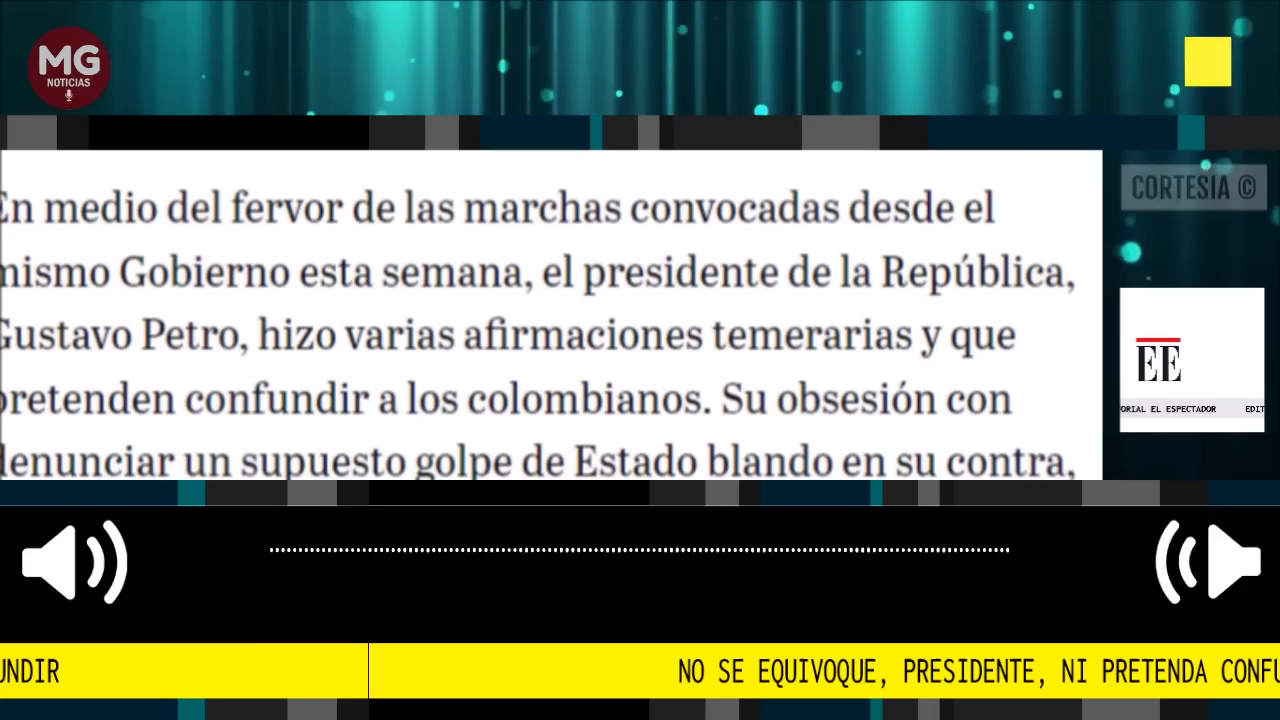 MG
NOTICIAS
En medio del fervor de las marchas convocadas desde el
mismo Gobierno esta semana, el presidente de la República,
Gustavo Petro, hizo varias afirmaciones temerarias y que
pretenden confundir a los colombianos. Su obsesión con
denunciar un supuesto golpe de Estado blando en su contra,
CORTESIA ©
EE
ORIAL EL ESPECTADOR EDIT
UNDIR NO SE EQUIVOQUE, PRESIDENTE, NI PRETENDA CONFU